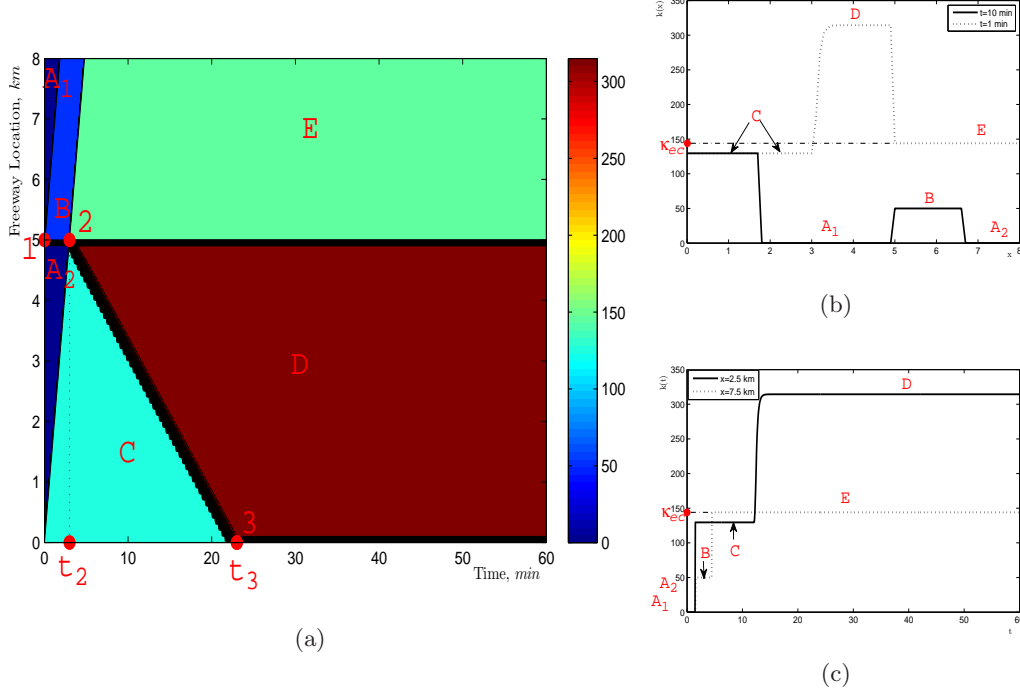 8
7
6
5
4
3
2
1
0
Freeway Location, km
0
10
20
30
40
50
60
Time, min
A1
B
2
1
A2
E
D
C
3
t2
t3
300
250
200
150
100
50
0
(a)
350
300
250
200
150
100
50
0
k(x)
κec
D
t=10 min
t=1 min
C
E
B
A1
A2
0
1
2
3
4
5
6
7
8
x
(b)
350
300
250
200
150
100
50
0
k(t)
x=2.5 km
x=7.5 km
D
E
κec
B
C
A2
A1
0
10
20
30
40
50
60
t
(c)